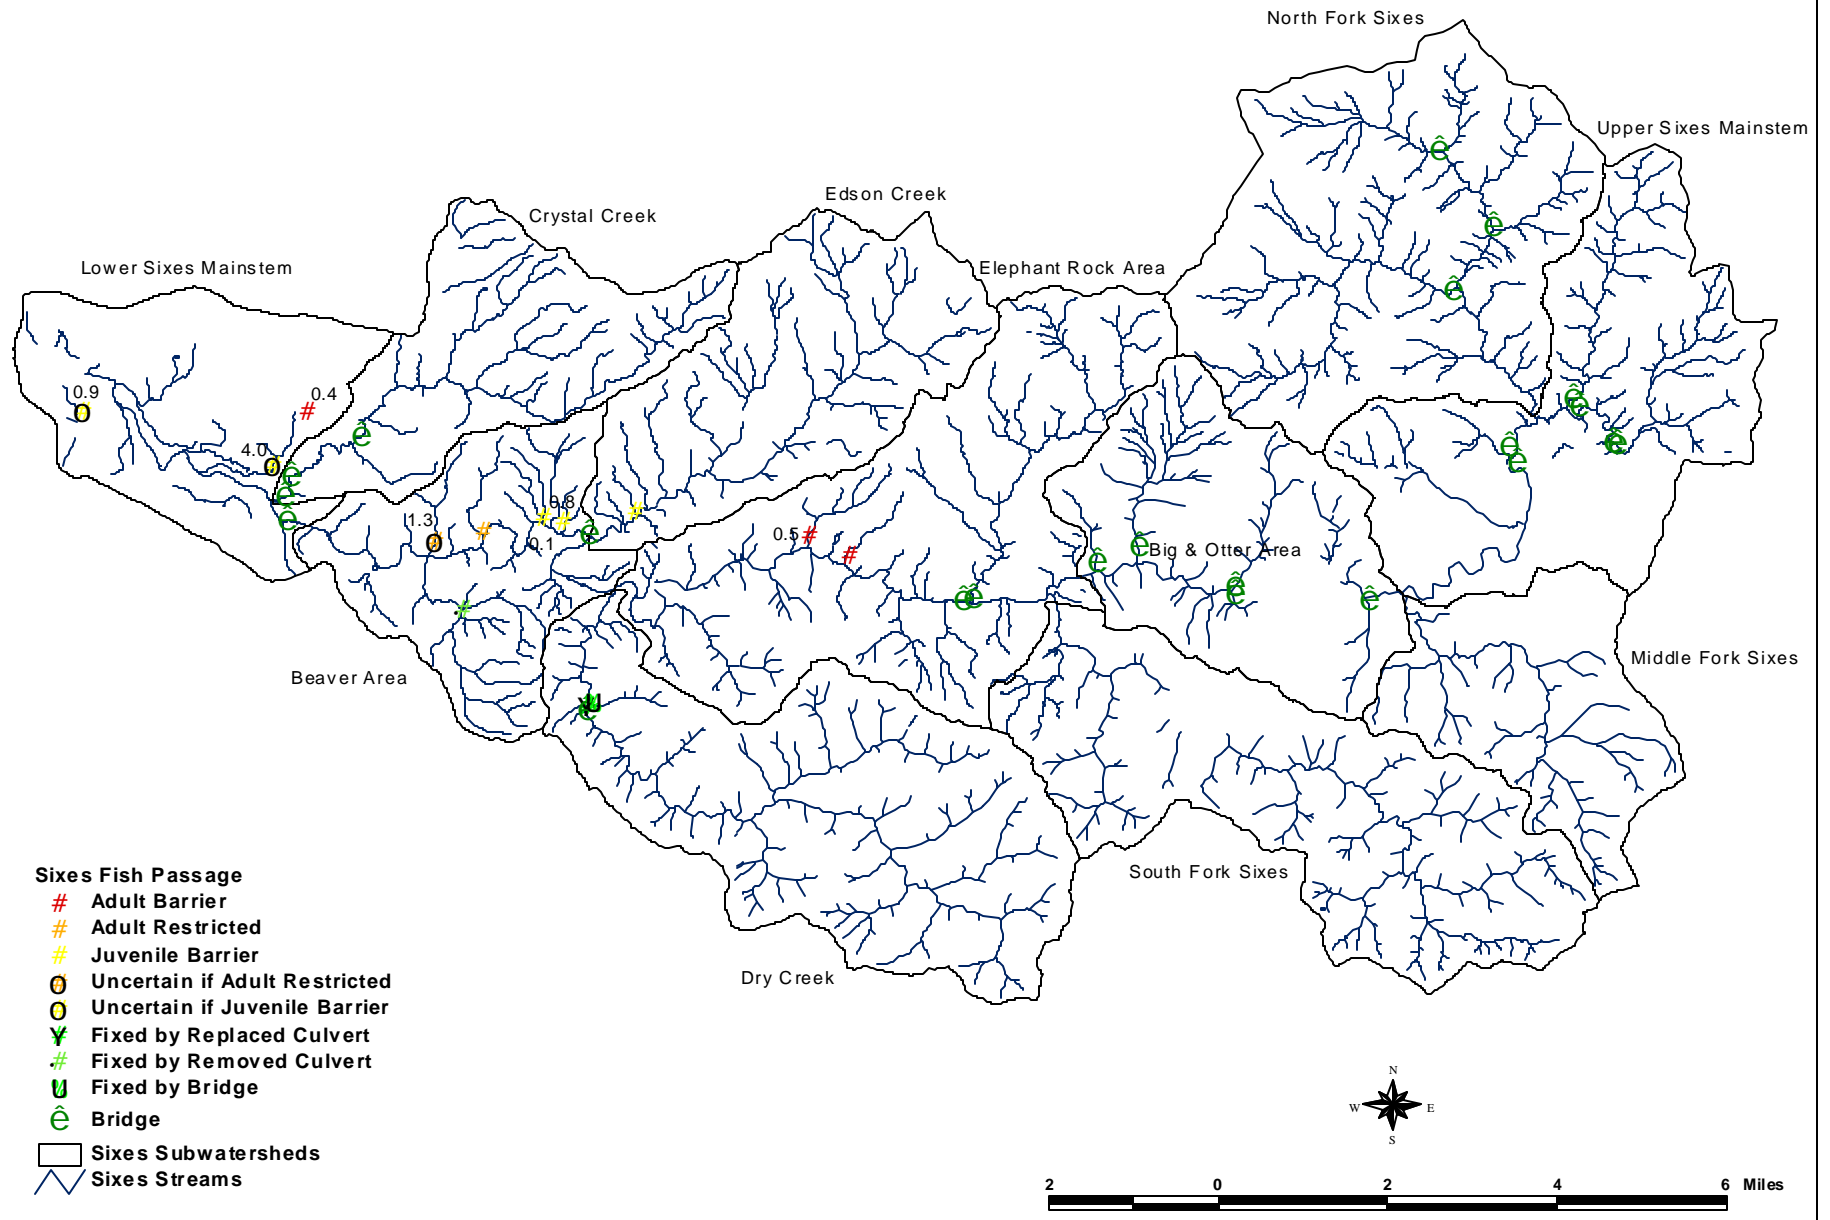 North Fork Sixes
Upper Sixes Mainstem
Edson Creek
Crystal Creek
Lower Sixes Mainstem
Elephant Rock Area
0.9
# 0.4
4.0
0.8
1.3
0.1
0.5 #
#
Big & Otter Area
Beaver Area
Middle Fork Sixes
South Fork Sixes
Dry Creek
Sixes Fish Passage
# Adult Barrier
# Adult Restricted
# Juvenile Barrier
O Uncertain if Adult Restricted
O Uncertain if Juvenile Barrier
Y Fixed by Replaced Culvert
# Fixed by Removed Culvert
U Fixed by Bridge
ê Bridge
Sixes Subwatersheds
Sixes Streams
N
W E
S
2 0 2 4 6 Miles